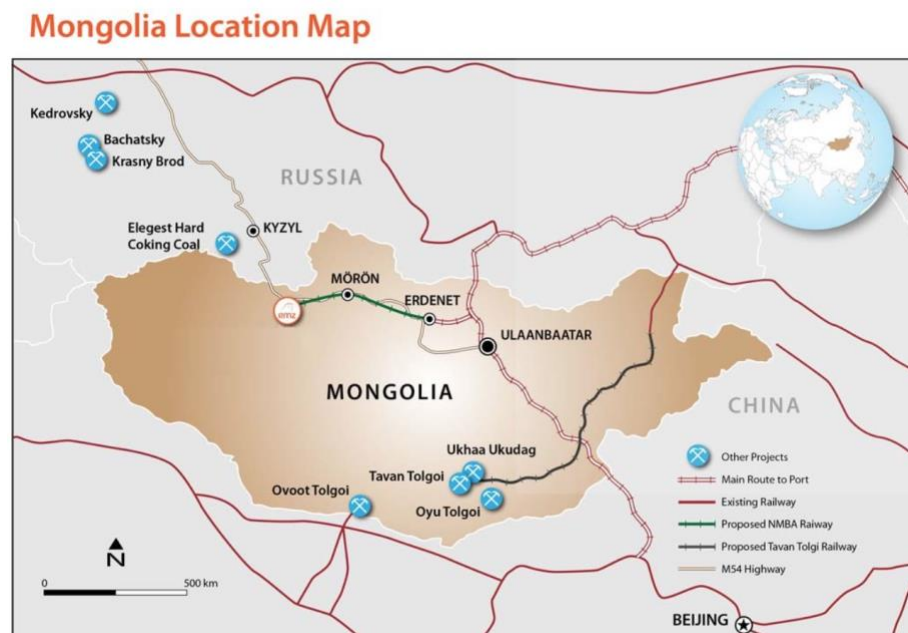 Mongolia Location Map
Kedrovsky
Bachatsky
Krasny Brod
RUSSIA
Elegest Hard
Coking Coal
KYZYL
MÖRÖN
ERDENET
emz
ULAANBAATAR
MONGOLIA
CHINA
Ukhaa Ukudag
Tavan Tolgoi
Ovoot Tolgoi
Oyu Tolgoi
Other Projects
Main Route to Port
Existing Railway
Proposed NMBA Raiway
Proposed Tavan Tolgi Railway
M54 Highway
N
0 500 km
BEIJING